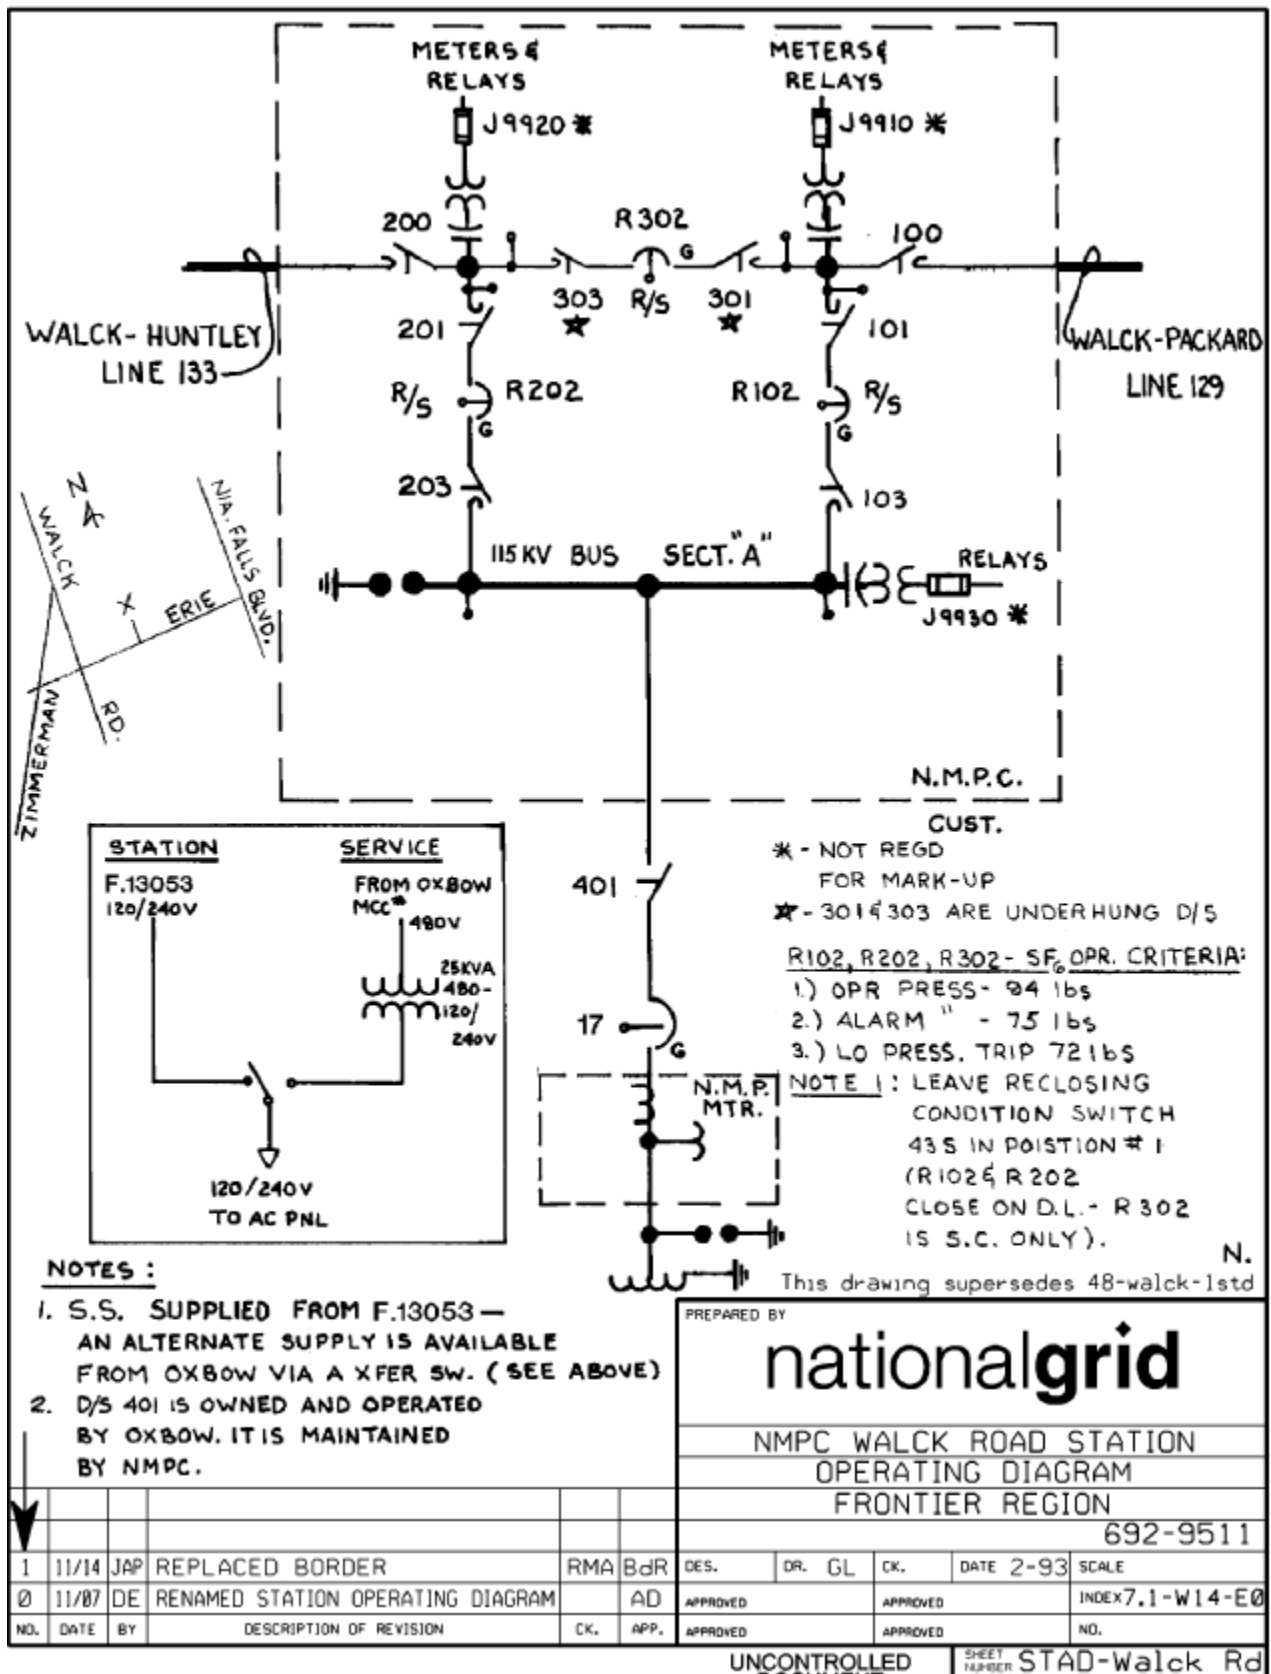 METERS &
RELAYS
J9920 *
METERS &
RELAYS
J9910 *
200
R302
G
100
303
☆
R/S
301
☆
WALCK-HUNTLEY
LINE 133
WALCK-PACKARD
LINE 129
201
101
R/S
R202
G
R102
R/S
G
203
103
115KV BUS SECT. "A"
RELAYS
J9930 *
N
WALCK
RD.
NIA. FALLS BLVD.
X
ERIE
ZIMMERMAN
N.M.P.C.
CUST.
401
17
G
N.M.P.
MTR.
STATION SERVICE
F.13053
120/240V
FROM OXBOW
MCC#
480V
25KVA
480-
120/
240V
120/240V
TO AC PNL
* - NOT REQD
FOR MARK-UP
☆ - 301 & 303 ARE UNDERHUNG D/S
R102, R202, R302 - SF6 OPR. CRITERIA:
1.) OPR PRESS - 94 lbs
2.) ALARM " - 75 lbs
3.) LO PRESS. TRIP 72 lbs
NOTE 1: LEAVE RECLOSING
CONDITION SWITCH
43S IN POISTION # 1
(R102 & R202
CLOSE ON D.L. - R302
IS S.C. ONLY).
N.
This drawing supersedes 48-walck-1std
NOTES:
1. S.S. SUPPLIED FROM F.13053 —
AN ALTERNATE SUPPLY IS AVAILABLE
FROM OXBOW VIA A XFER SW. (SEE ABOVE)
2. D/S 401 IS OWNED AND OPERATED
BY OXBOW. IT IS MAINTAINED
BY NMPC.
PREPARED BY
nationalgrid
NMPC WALCK ROAD STATION
OPERATING DIAGRAM
FRONTIER REGION
692-9511
1 11/14 JAP REPLACED BORDER RMA BdR
0 11/07 DE RENAMED STATION OPERATING DIAGRAM AD
NO. DATE BY DESCRIPTION OF REVISION CK. APP.
DES. DR. GL CK. DATE 2-93 SCALE
APPROVED APPROVED INDEX 7.1-W14-E0
APPROVED APPROVED NO.
UNCONTROLLED
DOCUMENT
SHEET NUMBER STAD-Walck Rd